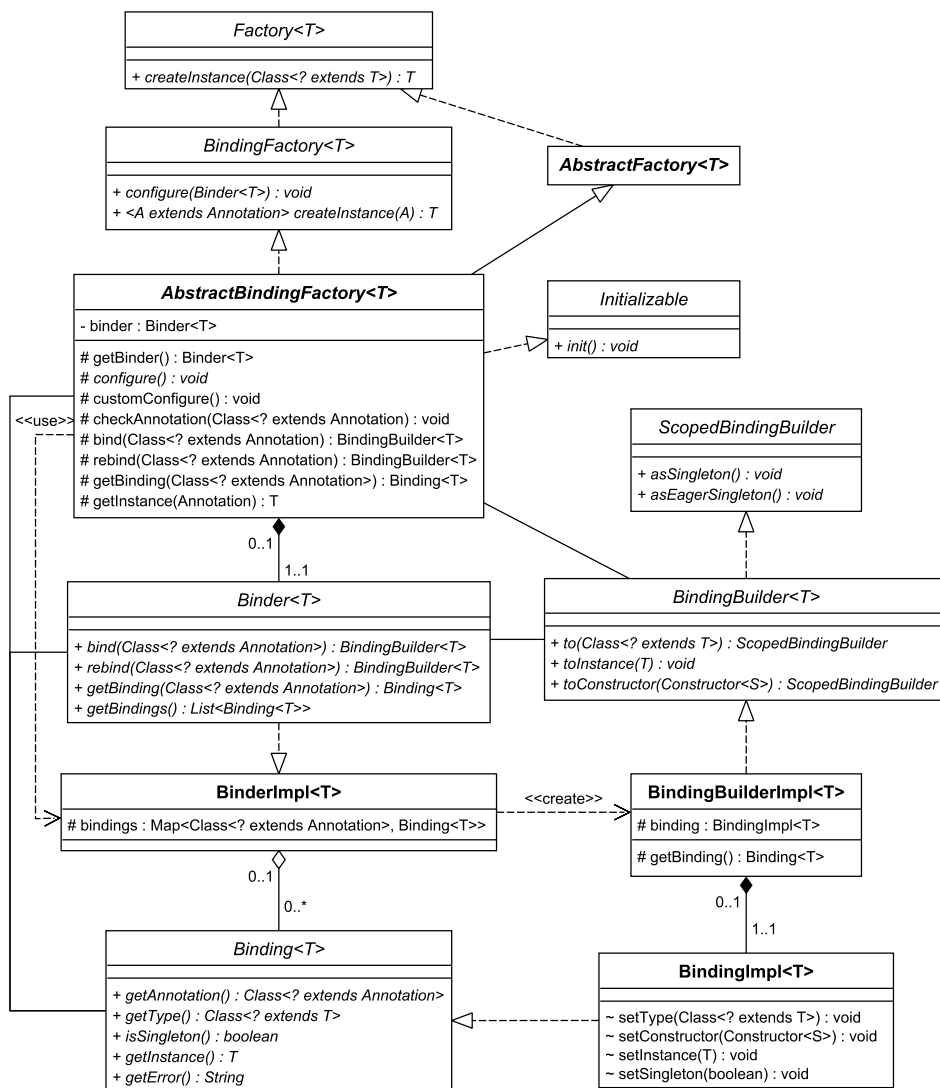 Factory<T>
+ createInstance(Class<? extends T>) : T
BindingFactory<T>
+ configure(Binder<T>) : void
+ <A extends Annotation> createInstance(A) : T
AbstractFactory<T>
AbstractBindingFactory<T>
- binder : Binder<T>
# getBinder() : Binder<T>
# configure() : void
# customConfigure() : void
# checkAnnotation(Class<? extends Annotation) : void
# bind(Class<? extends Annotation) : BindingBuilder<T>
# rebind(Class<? extends Annotation) : BindingBuilder<T>
# getBinding(Class<? extends Annotation>) : Binding<T>
# getInstance(Annotation) : T
Initializable
+ init() : void
<<use>>
ScopedBindingBuilder
+ asSingleton() : void
+ asEagerSingleton() : void
0..1
1..1
Binder<T>
+ bind(Class<? extends Annotation>) : BindingBuilder<T>
+ rebind(Class<? extends Annotation>) : BindingBuilder<T>
+ getBinding(Class<? extends Annotation>) : Binding<T>
+ getBindings() : List<Binding<T>>
BindingBuilder<T>
+ to(Class<? extends T>) : ScopedBindingBuilder
+ toInstance(T) : void
+ toConstructor(Constructor<S>) : ScopedBindingBuilder
BinderImpl<T>
# bindings : Map<Class<? extends Annotation>, Binding<T>>
<<create>>
BindingBuilderImpl<T>
# binding : BindingImpl<T>
# getBinding() : Binding<T>
0..1
0..*
0..1
1..1
Binding<T>
+ getAnnotation() : Class<? extends Annotation>
+ getType() : Class<? extends T>
+ isSingleton() : boolean
+ getInstance() : T
+ getError() : String
BindingImpl<T>
~ setType(Class<? extends T>) : void
~ setConstructor(Constructor<S>) : void
~ setInstance(T) : void
~ setSingleton(boolean) : void